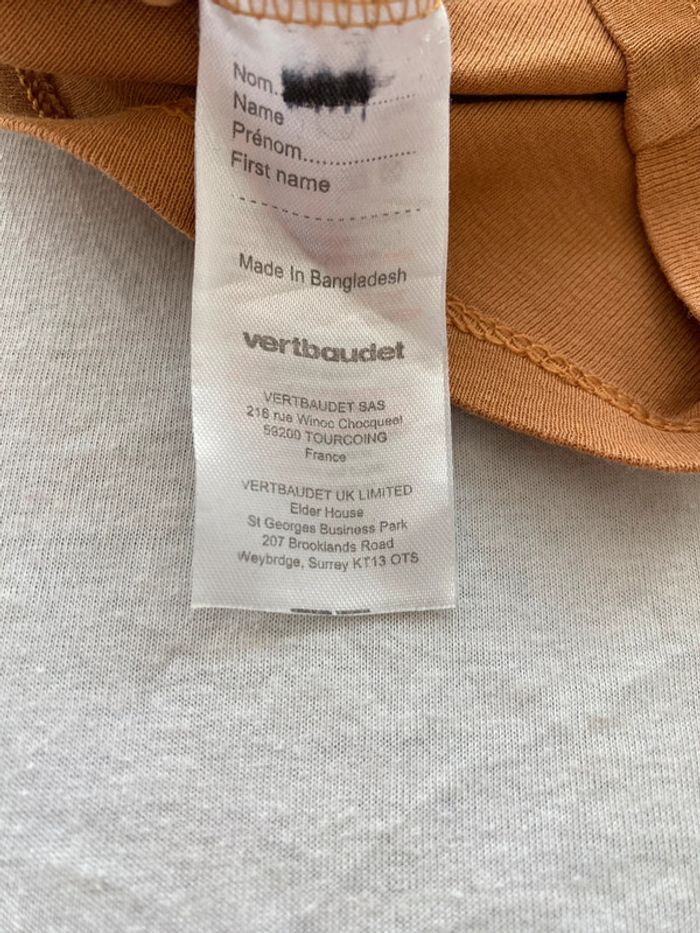 Nom.
Name
Prénom..................
First name
..............................
Made In Bangladesh
vertbaudet
VERTBAUDET SAS
216 rue Winoc Chocqueel
59200 TOURCOING
France
VERTBAUDET UK LIMITED
Elder House
St Georges Business Park
207 Brooklands Road
Weybrdge, Surrey KT13 OTS